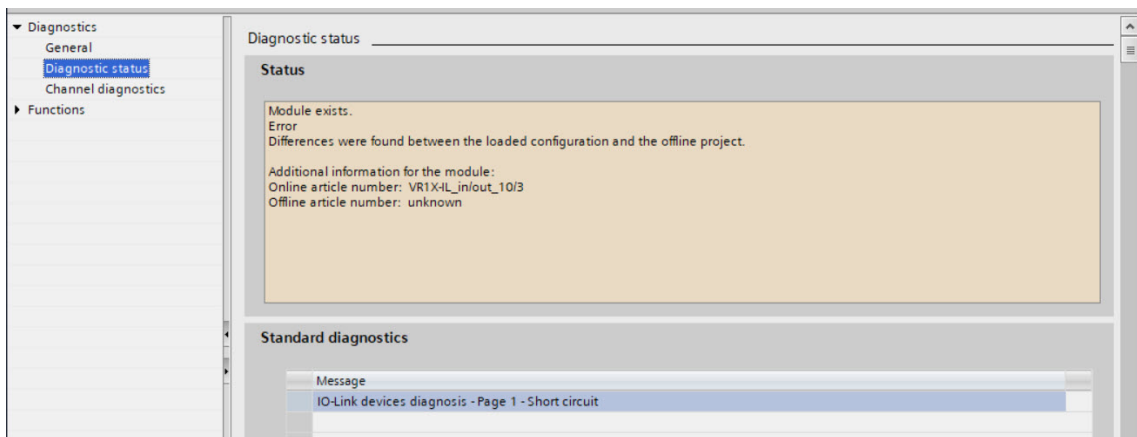 Diagnostics
General
Diagnostic status
Channel diagnostics
Functions
Diagnostic status
Status
Module exists.
Error
Differences were found between the loaded configuration and the offline project.
Additional information for the module:
Online article number: VR1X-IL_in/out_10/3
Offline article number: unknown
Standard diagnostics
Message
IO-Link devices diagnosis - Page 1 - Short circuit